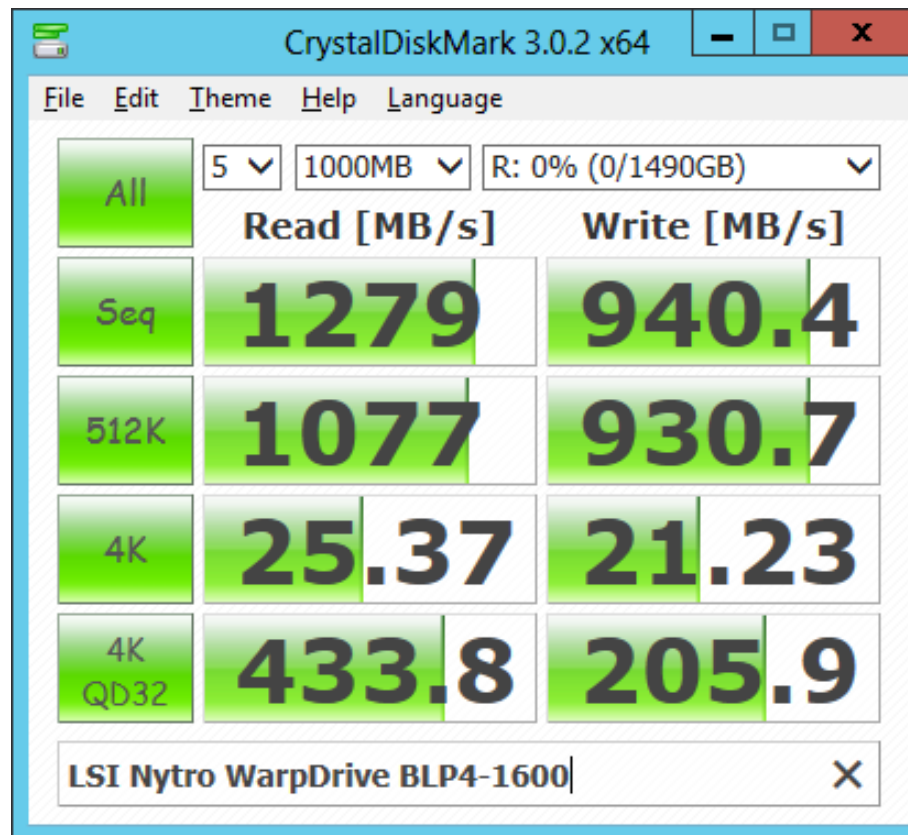 CrystalDiskMark 3.0.2 x64
File Edit Theme Help Language
All 5 1000MB R: 0% (0/1490GB)
Read [MB/s] Write [MB/s]
Seq 1279 940.4
512K 1077 930.7
4K 25.37 21.23
4K QD32 433.8 205.9
LSI Nytro WarpDrive BLP4-1600